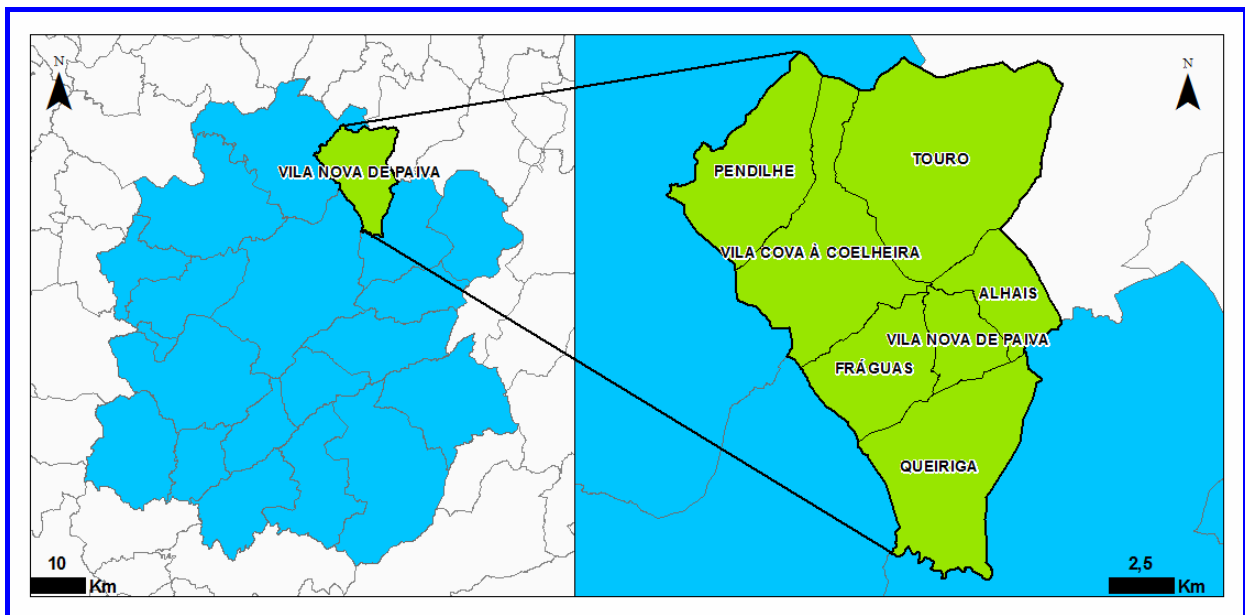 N
VILA NOVA DE PAIVA
10
Km
N
TOURO
PENDILHE
VILA COVA À COELHEIRA
ALHAIS
VILA NOVA DE PAIVA
FRÁGUAS
QUEIRIGA
2,5
Km